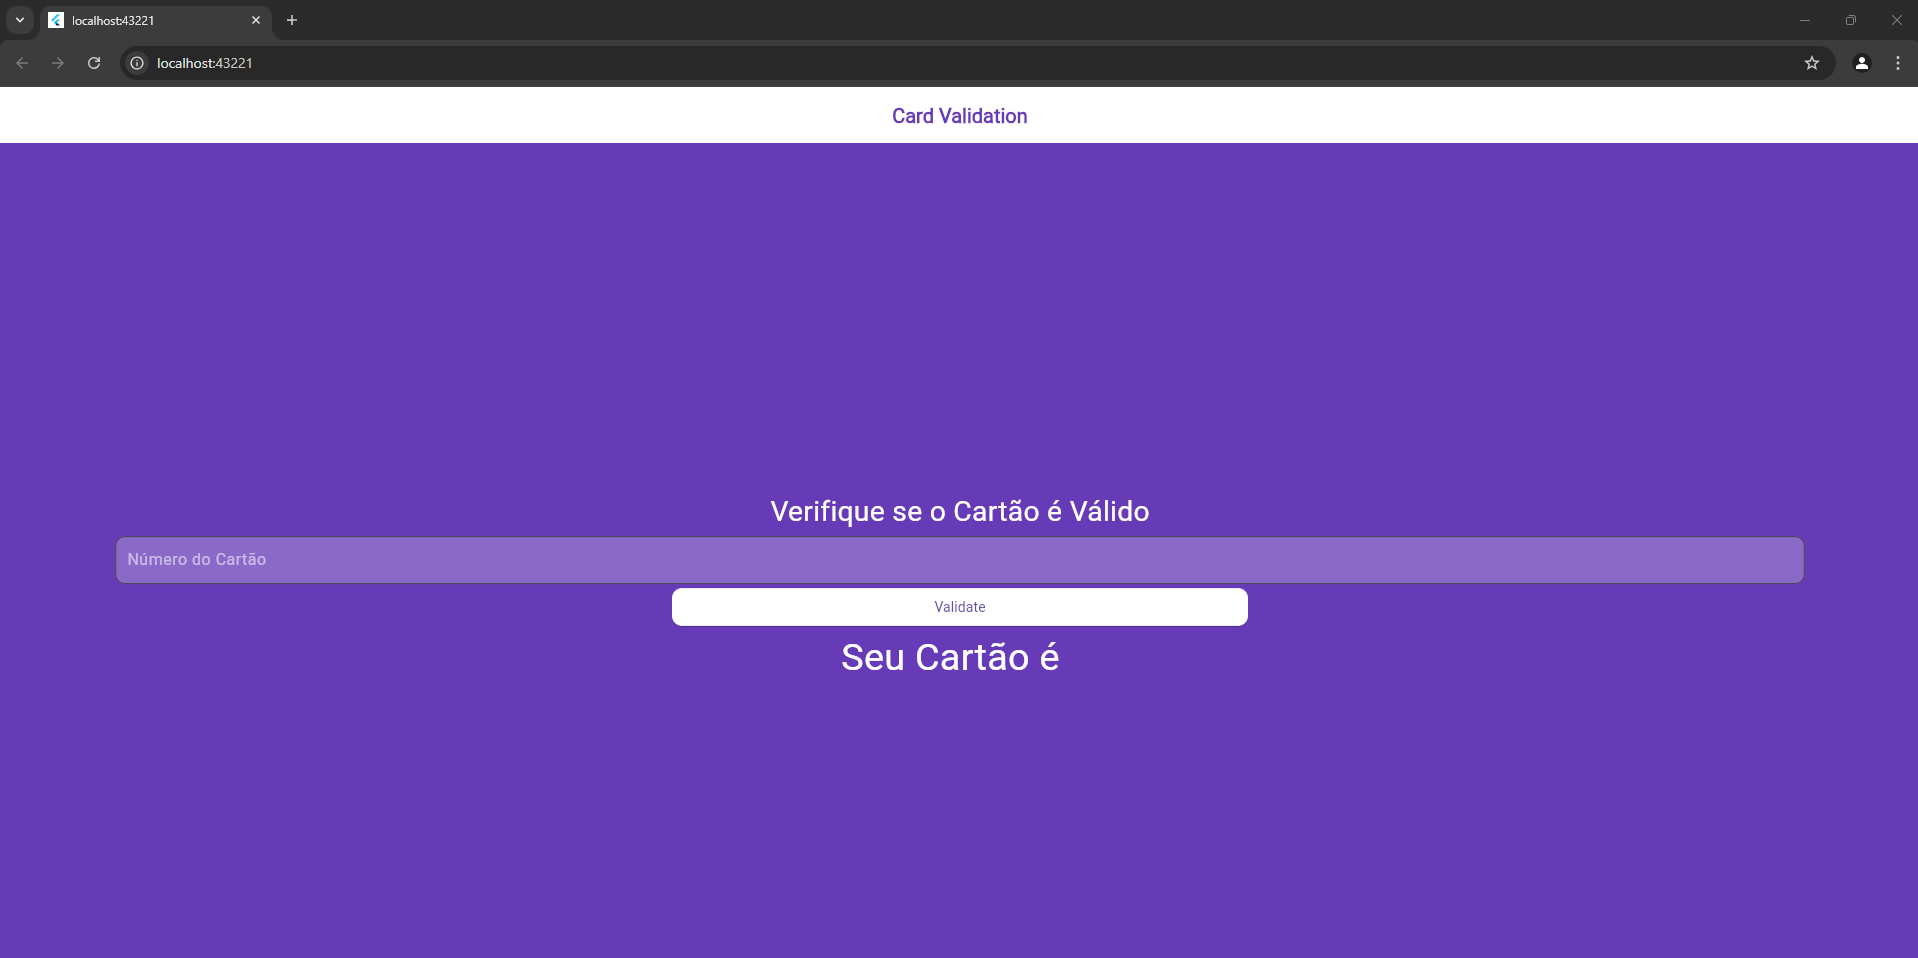 localhost:43221
localhost:43221
Card Validation
Verifique se o Cartão é Válido
Número do Cartão
Validate
Seu Cartão é